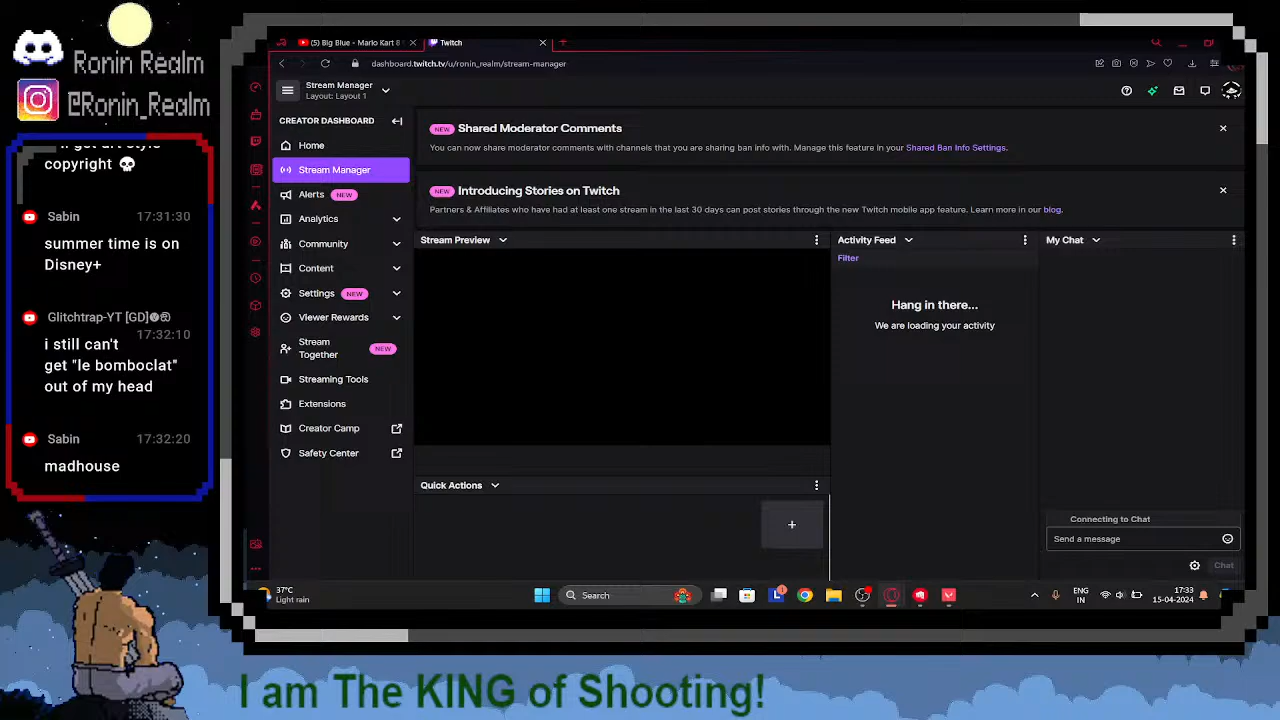 Ronin Realm
@Ronin_Realm
copyright 💀
Sabin 17:31:30
summer time is on
Disney+
Glitchtrap-YT [GD]
17:32:10
i still can't
get "le bomboclat"
out of my head
Sabin 17:32:20
madhouse
(5) Big Blue - Mario Kart 8
Twitch
dashboard.twitch.tv/u/ronin_realm/stream-manager
Stream Manager
Layout: Layout 1
CREATOR DASHBOARD
Home
Stream Manager
Alerts NEW
Analytics
Community
Content
Settings NEW
Viewer Rewards
Stream
Together NEW
Streaming Tools
Extensions
Creator Camp
Safety Center
NEW Shared Moderator Comments
You can now share moderator comments with channels that you are sharing ban info with. Manage this feature in your Shared Ban Info Settings.
NEW Introducing Stories on Twitch
Partners & Affiliates who have had at least one stream in the last 30 days can post stories through the new Twitch mobile app feature. Learn more in our blog.
Stream Preview
Quick Actions
+
Activity Feed
Filter
Hang in there...
We are loading your activity
My Chat
Connecting to Chat
Send a message
Chat
37°C
Light rain
Search
ENG
IN
17:33
15-04-2024
I am The KING of Shooting!